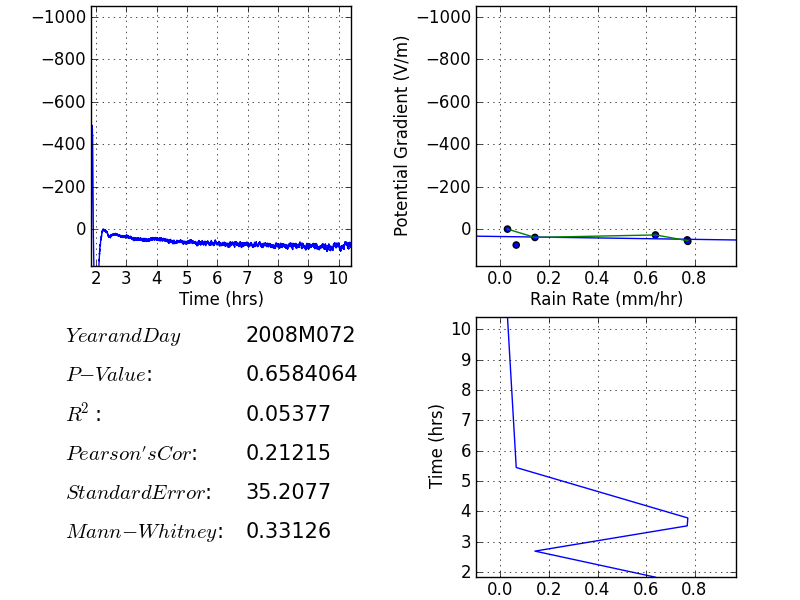 −1000
−800
−600
−400
−200
0
2 3 4 5 6 7 8 9 10
Time (hrs)
Potential Gradient (V/m)
−1000
−800
−600
−400
−200
0
0.0 0.2 0.4 0.6 0.8
Rain Rate (mm/hr)
YearandDay 2008M072
P−Value: 0.6584064
R²: 0.05377
Pearson'sCor: 0.21215
StandardError: 35.2077
Mann−Whitney: 0.33126
Time (hrs)
10
9
8
7
6
5
4
3
2
0.0 0.2 0.4 0.6 0.8